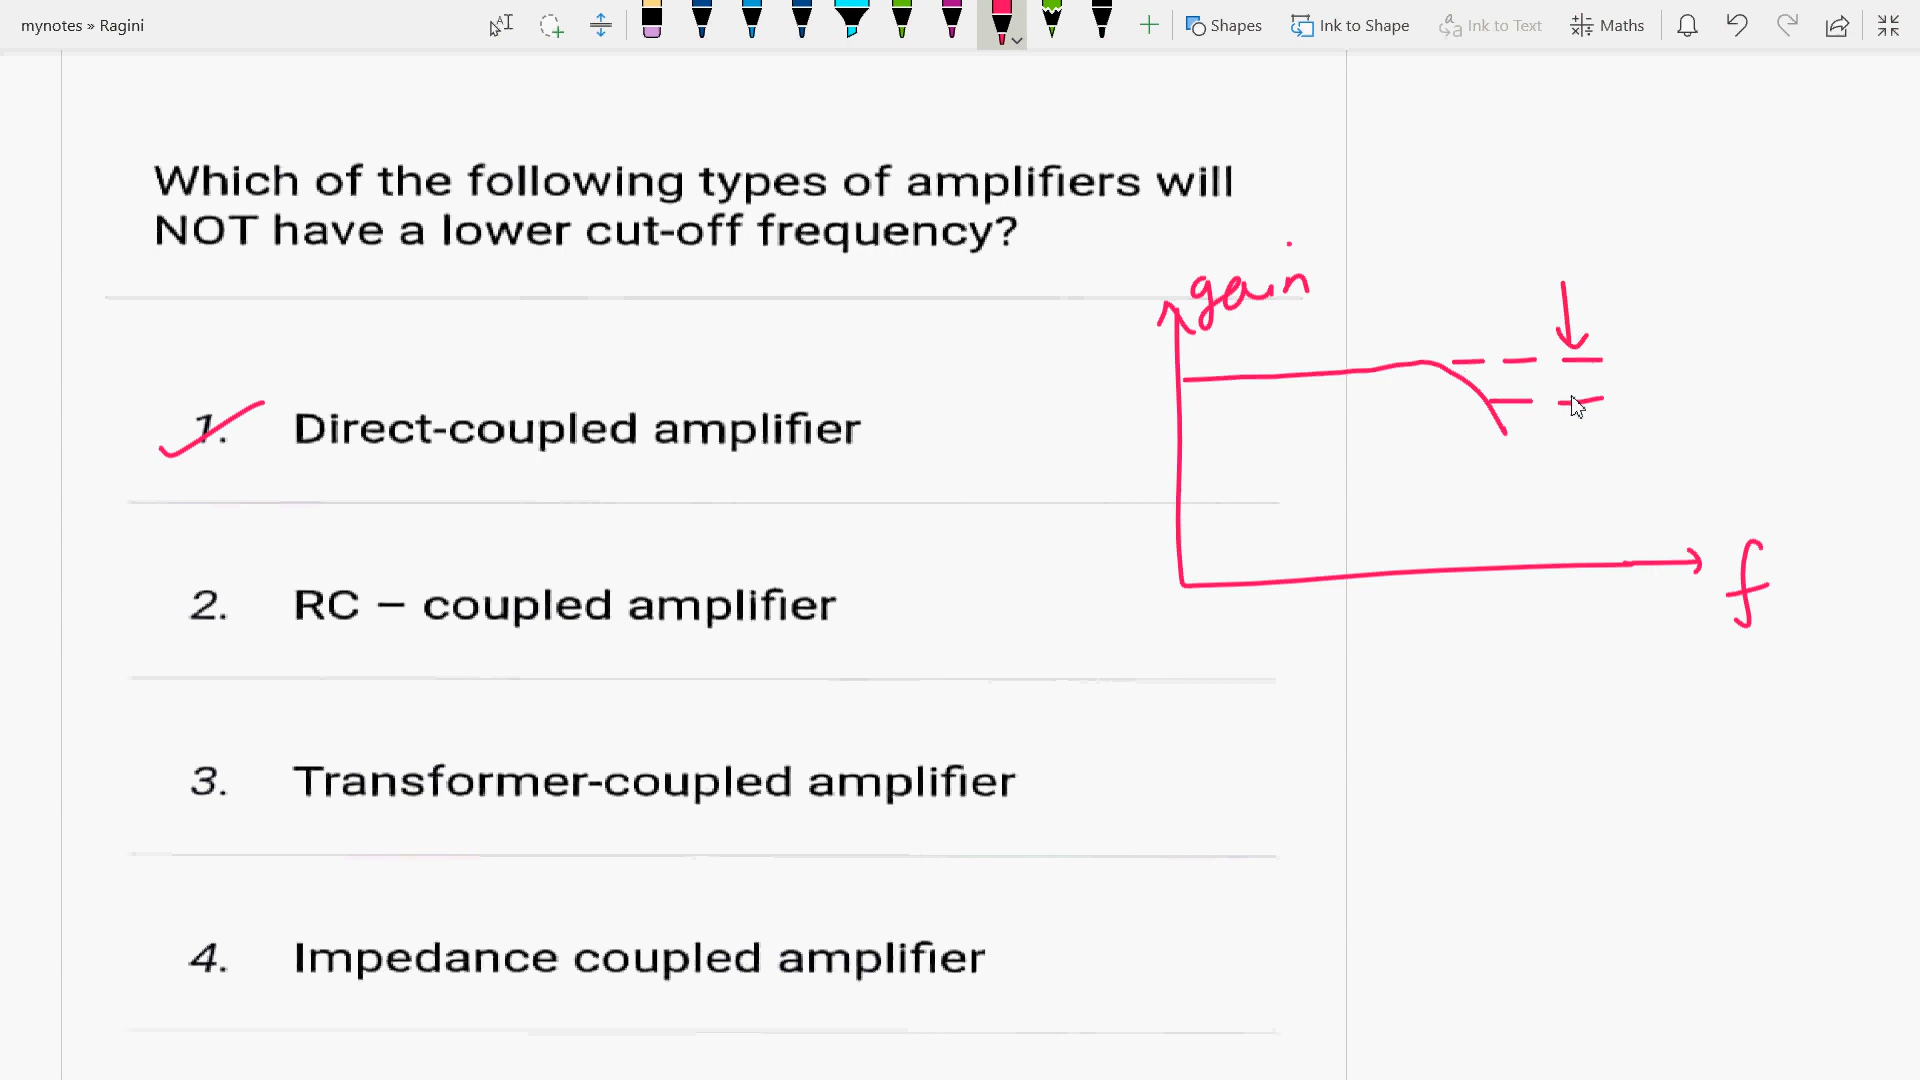 mynotes » Ragini
Shapes
Ink to Shape
Ink to Text
Maths
Which of the following types of amplifiers will
NOT have a lower cut-off frequency?
gain
1. Direct-coupled amplifier
2. RC – coupled amplifier
f
3. Transformer-coupled amplifier
4. Impedance coupled amplifier